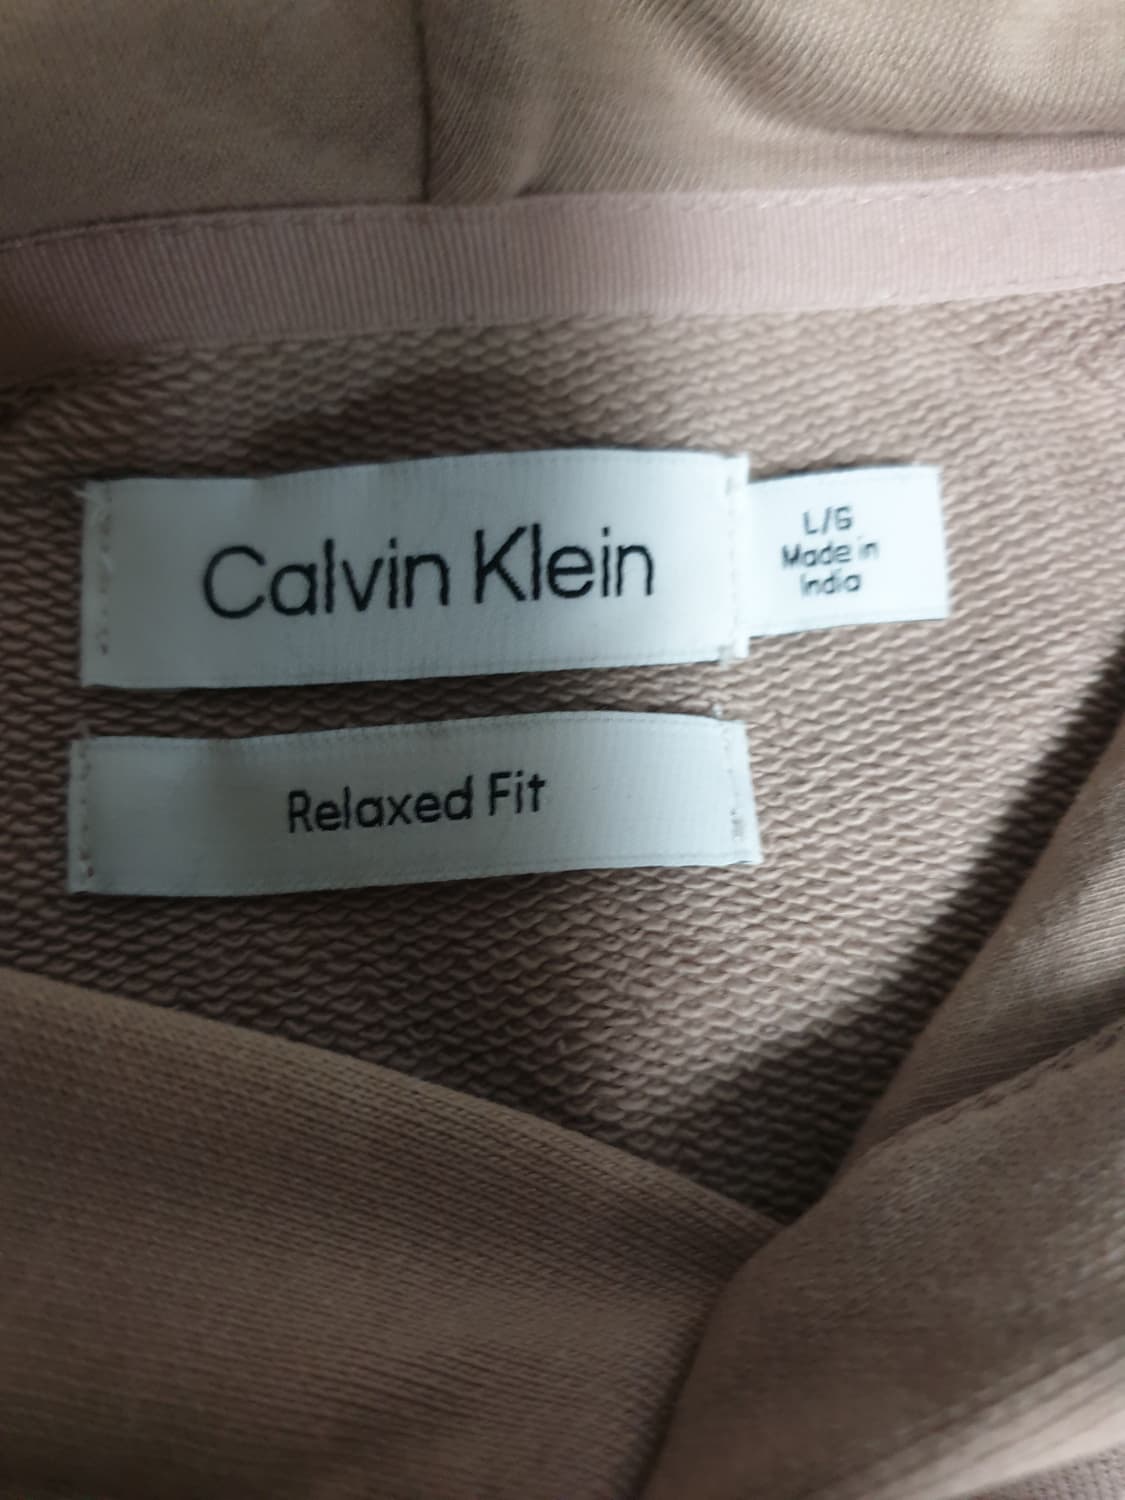 Calvin Klein
L/G
Made in
India
Relaxed Fit